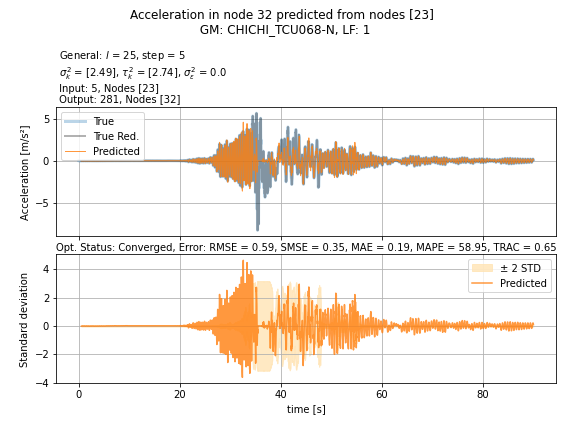 Acceleration in node 32 predicted from nodes [23]
GM: CHICHI_TCU068-N, LF: 1
General: l = 25, step = 5
σ²ₖ = [2.49], τ²ₖ = [2.74], σ²ε = 0.0
Input: 5, Nodes [23]
Output: 281, Nodes [32]
True
True Red.
Predicted
Acceleration [m/s²]
5
0
−5
Opt. Status: Converged, Error: RMSE = 0.59, SMSE = 0.35, MAE = 0.19, MAPE = 58.95, TRAC = 0.65
± 2 STD
Predicted
Standard deviation
4
2
0
−2
−4
0 20 40 60 80
time [s]